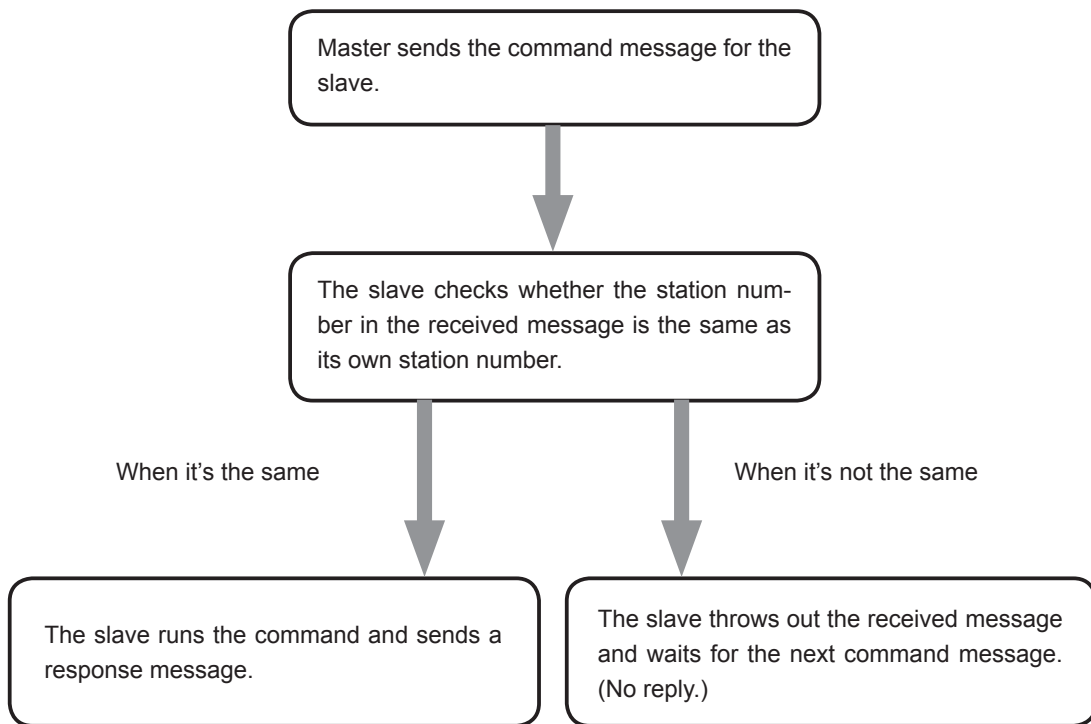 Master sends the command message for the
slave.
The slave checks whether the station num-
ber in the received message is the same as
its own station number.
When it’s the same
When it’s not the same
The slave runs the command and sends a
response message.
The slave throws out the received message
and waits for the next command message.
(No reply.)